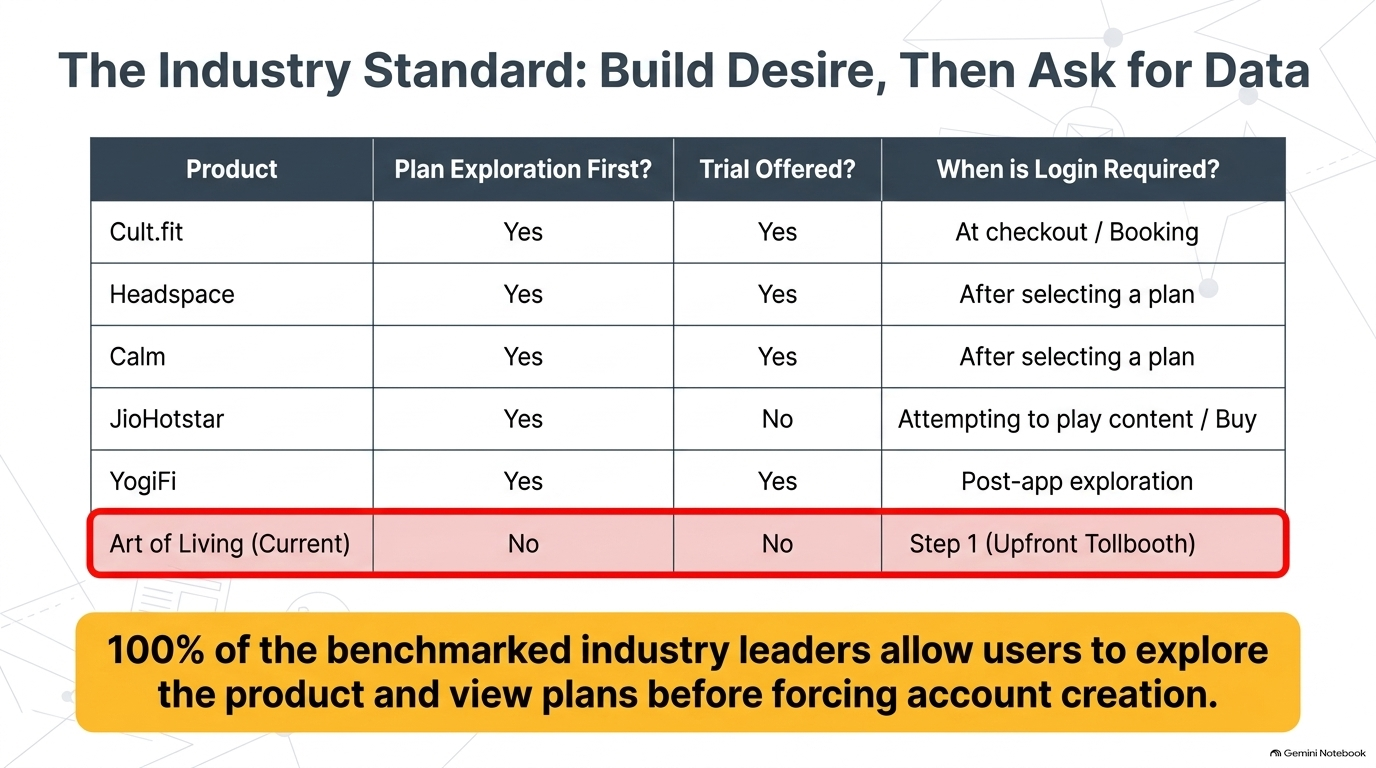 The Industry Standard: Build Desire, Then Ask for Data
Product Plan Exploration First? Trial Offered? When is Login Required?
Cult.fit Yes Yes At checkout / Booking
Headspace Yes Yes After selecting a plan
Calm Yes Yes After selecting a plan
JioHotstar Yes No Attempting to play content / Buy
YogiFi Yes Yes Post-app exploration
Art of Living (Current) No No Step 1 (Upfront Tollbooth)
100% of the benchmarked industry leaders allow users to explore
the product and view plans before forcing account creation.
Gemini Notebook